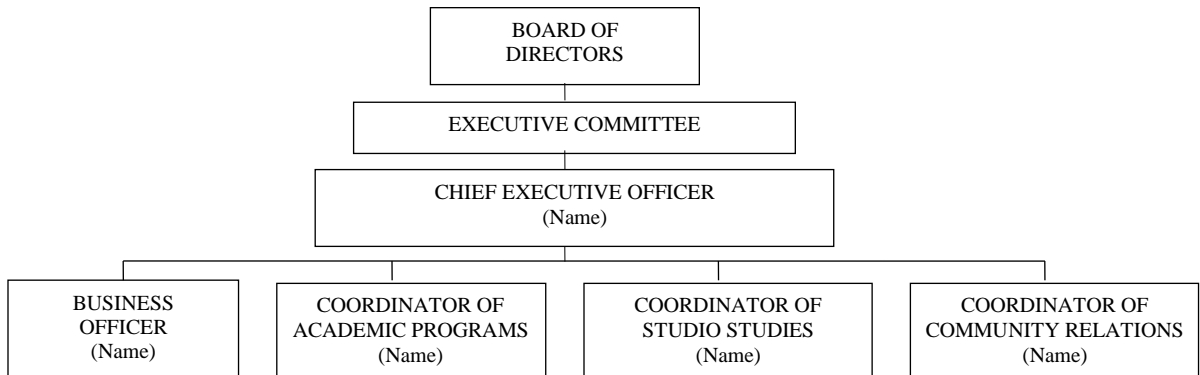 BOARD OF
DIRECTORS
EXECUTIVE COMMITTEE
CHIEF EXECUTIVE OFFICER
(Name)
BUSINESS
OFFICER
(Name)
COORDINATOR OF
ACADEMIC PROGRAMS
(Name)
COORDINATOR OF
STUDIO STUDIES
(Name)
COORDINATOR OF
COMMUNITY RELATIONS
(Name)